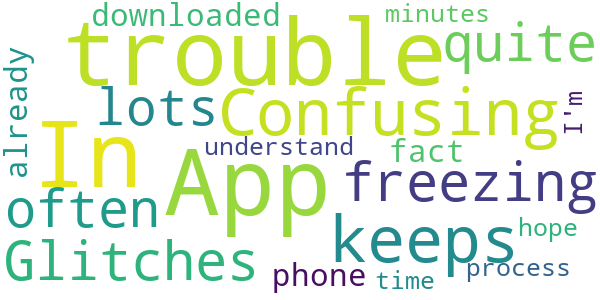 downloaded
minutes
trouble
quite
already
lots
Confusing
I'm
In
understand
fact
App
freezing
often
keeps
hope
Glitches
phone
time
process